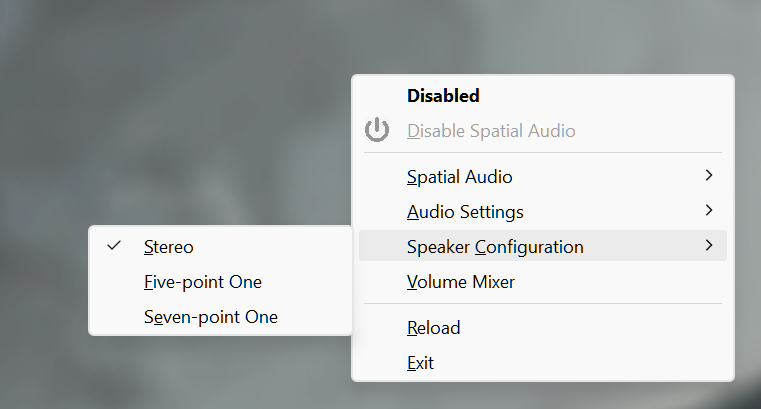 Disabled
Disable Spatial Audio
Spatial Audio
Audio Settings
Speaker Configuration
Volume Mixer
Reload
Exit
Stereo
Five-point One
Seven-point One